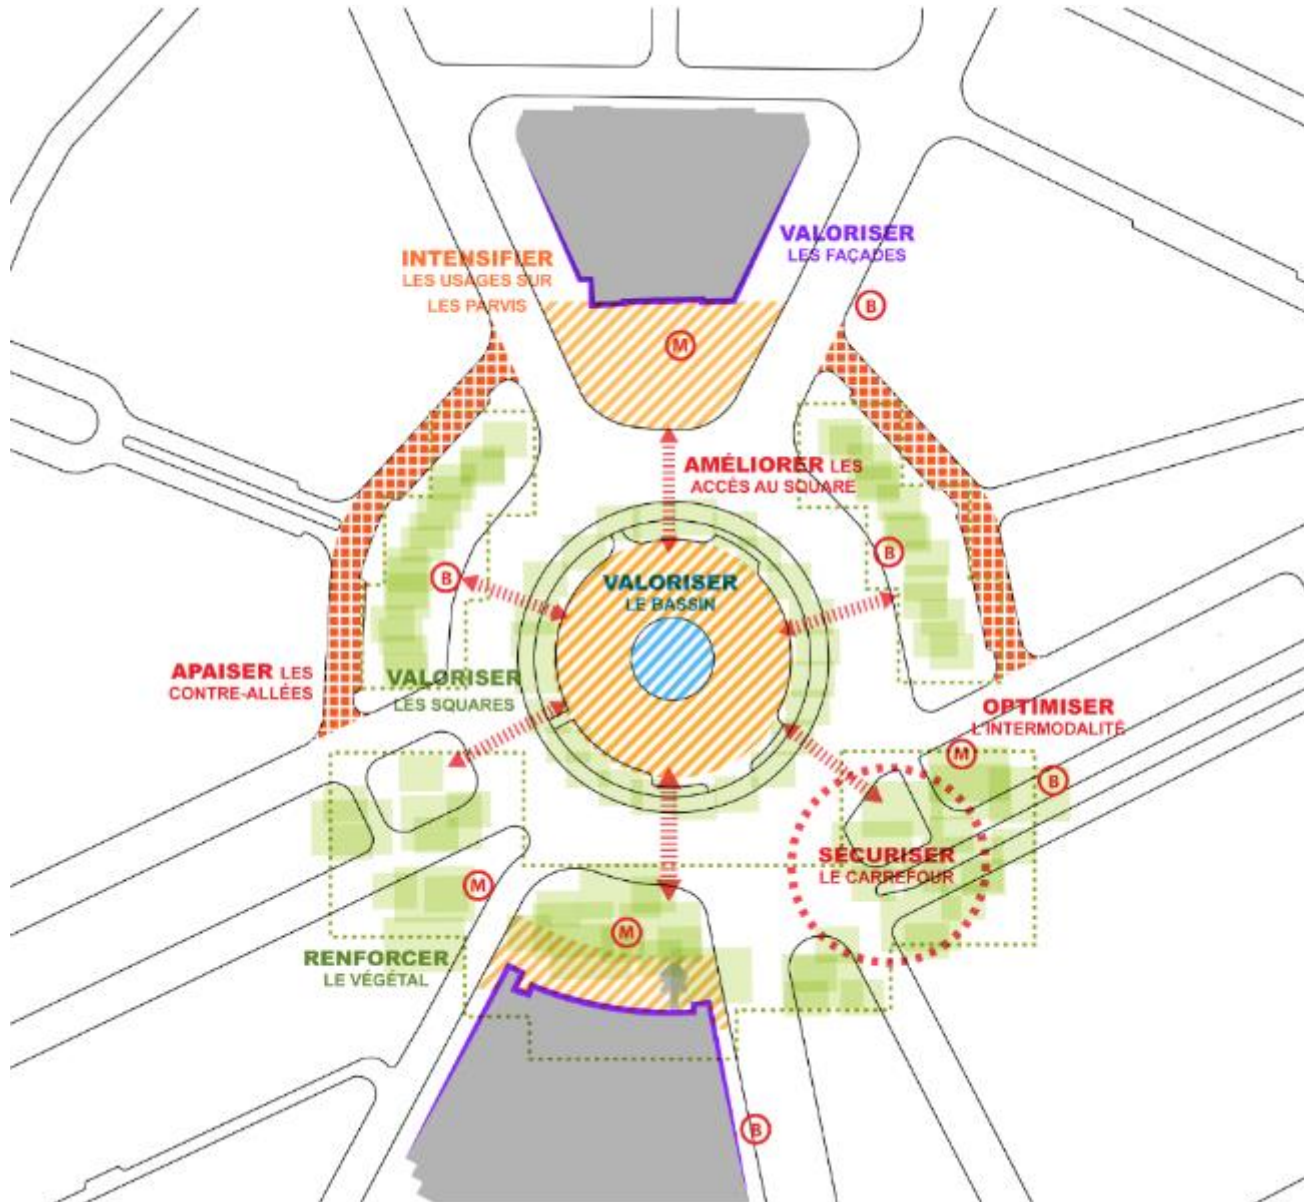 VALORISER
LES FAÇADES
INTENSIFIER
LES USAGES SUR
LES PARVIS
B
M
AMÉLIORER LES
ACCÈS AU SQUARE
B
B
VALORISER
LE BASSIN
APAISER LES
CONTRE-ALLÉES
VALORISER
LES SQUARES
OPTIMISER
L'INTERMODALITÉ
M
B
SÉCURISER
LE CARREFOUR
M
M
RENFORCER
LE VÉGÉTAL
B